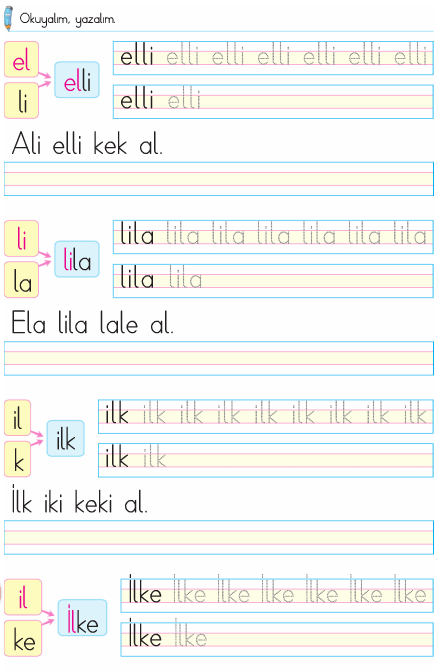 Okuyalım, yazalım.
el
li
elli
elli elli elli elli elli elli elli
elli elli
Ali elli kek al.
li
la
lila
lila lila lila lila lila lila lila
lila lila
Ela lila lale al.
il
k
ilk
ilk ilk ilk ilk ilk ilk ilk ilk ilk
ilk ilk
İlk iki keki al.
il
ke
İlke
İlke İlke İlke İlke İlke İlke İlke
İlke İlke